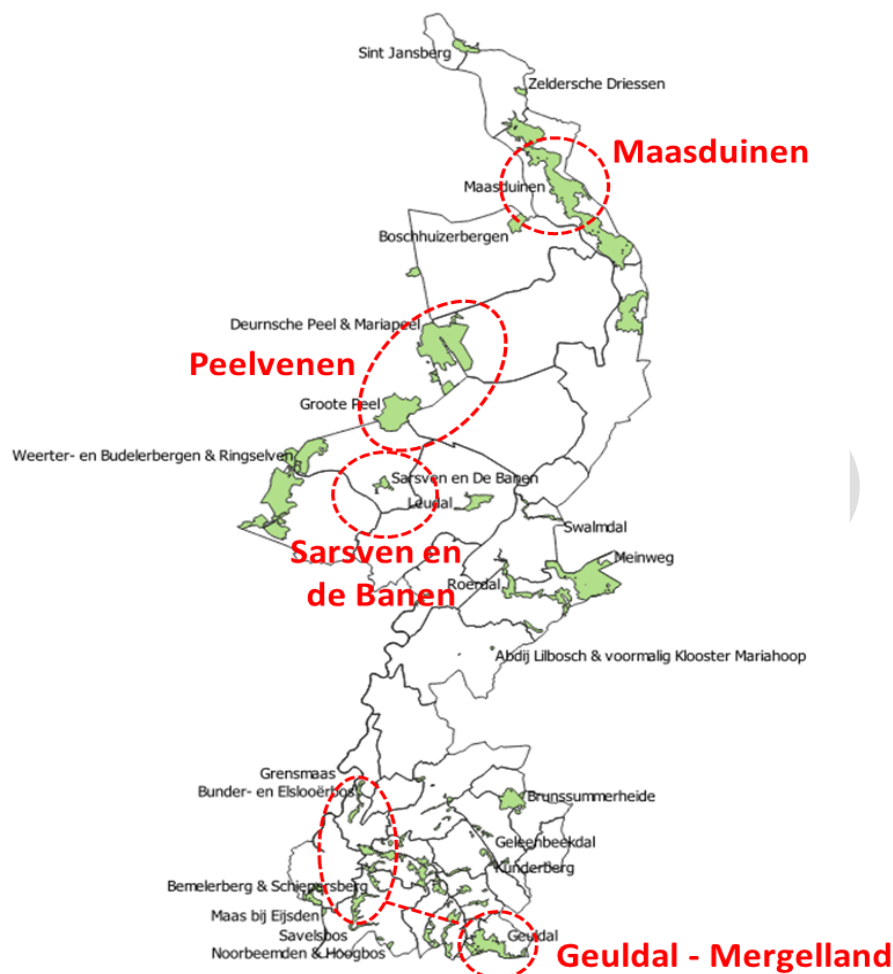 Sint Jansberg
Zeldersche Driessen
Maasduinen
Maasduinen
Boschhuizerbergen
Deurnsche Peel & Mariapeel
Peelvenen
Groote Peel
Weerter- en Budelerbergen & Ringselven
Sarsven en De Banen
Leudal
Swalmdal
Sarsven en
de Banen
Meinweg
Roerdal
Abdij Lilbosch & voormalig Klooster Mariahoop
Grensmaas
Bunder- en Elslooërbos
Brunssummerheide
Geleenbeekdal
Kunderberg
Bemelerberg & Schiepersberg
Maas bij Eijsden
Savelsbos
Geuldal
Noorbeemden & Hoogbos
Geuldal - Mergelland